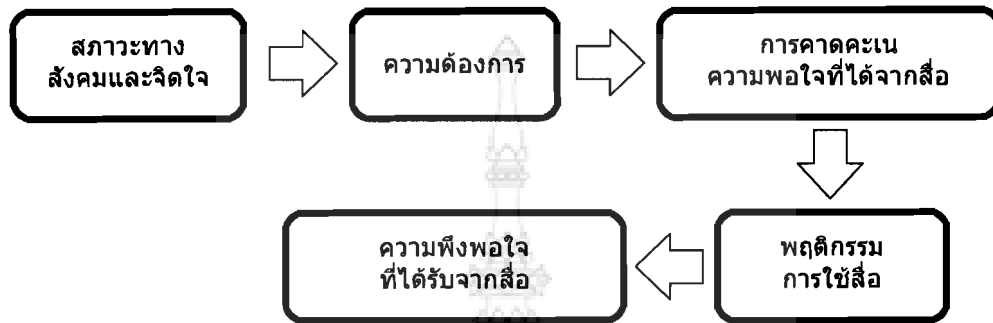 สภาวะทาง
สังคมและจิตใจ
ความต้องการ
การคาดคะเน
ความพอใจที่ได้จากสื่อ
พฤติกรรม
การใช้สื่อ
ความพึงพอใจ
ที่ได้รับจากสื่อ